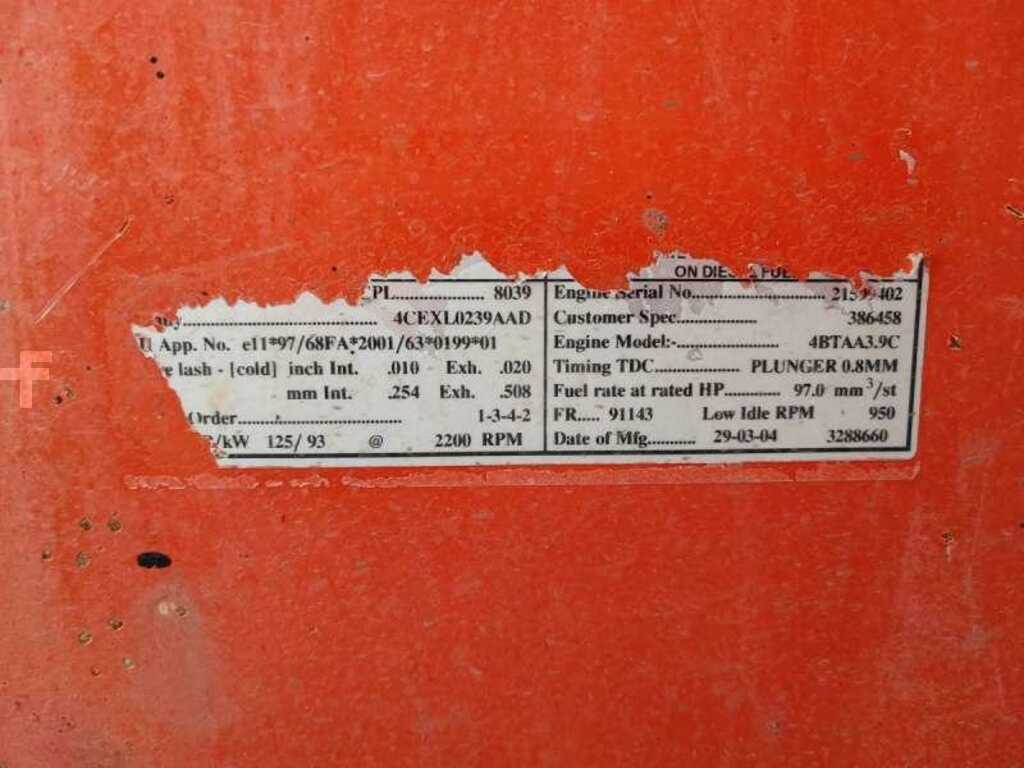 ON
CPL.................... 8039
4CEXL0239AAD
App. No. e11*97/68FA*2001/63*0199*01
lash - [cold] inch Int. .010 Exh. .020
mm Int. .254 Exh. .508
Order............................... 1-3-4-2
/kW 125/ 93 @ 2200 RPM
Engine Serial No..........................
Customer Spec................ 386458
Engine Model:-...................... 4BTAA3.9C
Timing TDC.................. PLUNGER 0.8MM
Fuel rate at rated HP............ 97.0 mm³/st
FR..... 91143 Low Idle RPM 950
Date of Mfg........... 29-03-04 3288660